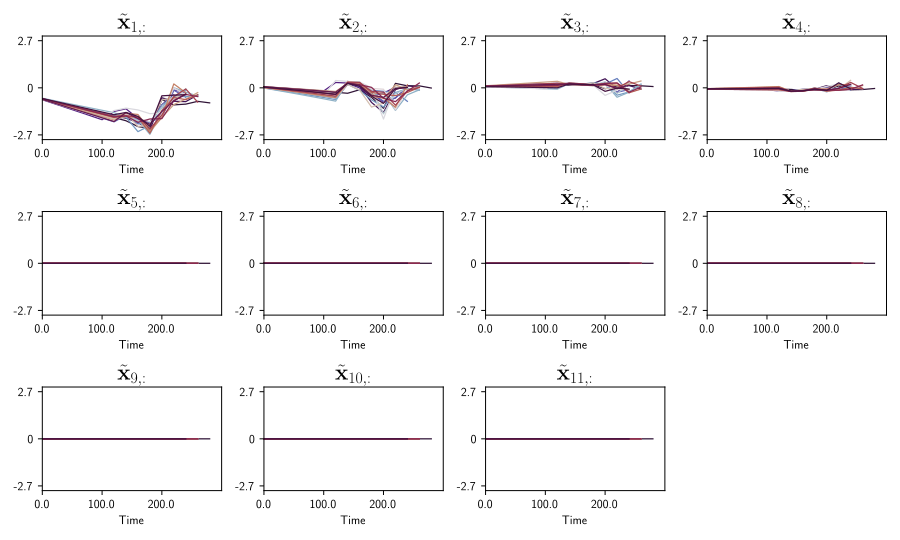 x̃1,: x̃2,: x̃3,: x̃4,:
2.7 2.7 2.7 2.7
0 0 0 0
-2.7 -2.7 -2.7 -2.7
0.0 100.0 200.0 0.0 100.0 200.0 0.0 100.0 200.0 0.0 100.0 200.0
Time Time Time Time
x̃5,: x̃6,: x̃7,: x̃8,:
2.7 2.7 2.7 2.7
0 0 0 0
-2.7 -2.7 -2.7 -2.7
0.0 100.0 200.0 0.0 100.0 200.0 0.0 100.0 200.0 0.0 100.0 200.0
Time Time Time Time
x̃9,: x̃10,: x̃11,:
2.7 2.7 2.7
0 0 0
-2.7 -2.7 -2.7
0.0 100.0 200.0 0.0 100.0 200.0 0.0 100.0 200.0
Time Time Time